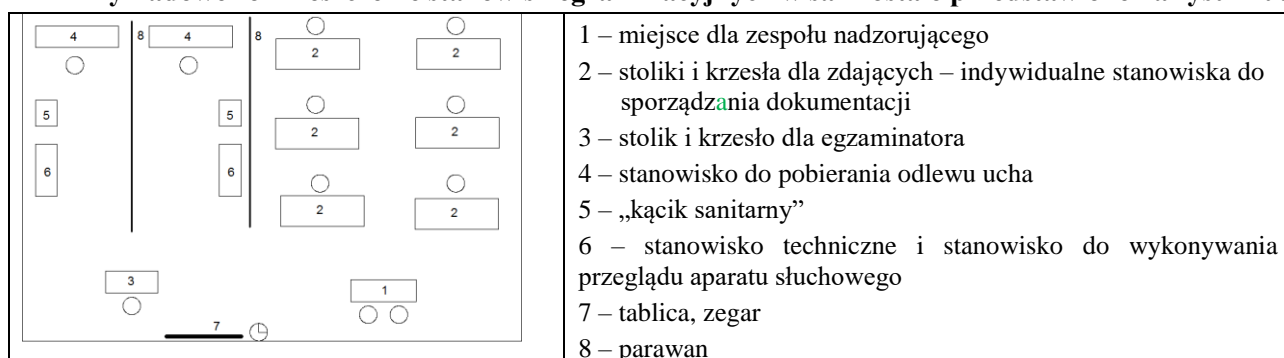 4
8
4
8
2
2
5
5
2
2
6
6
2
2
3
1
7
1 – miejsce dla zespołu nadzorującego
2 – stoliki i krzesła dla zdających – indywidualne stanowiska do
sporządzania dokumentacji
3 – stolik i krzesło dla egzaminatora
4 – stanowisko do pobierania odlewu ucha
5 – „kącik sanitarny”
6 – stanowisko techniczne i stanowisko do wykonywania
przeglądu aparatu słuchowego
7 – tablica, zegar
8 – parawan